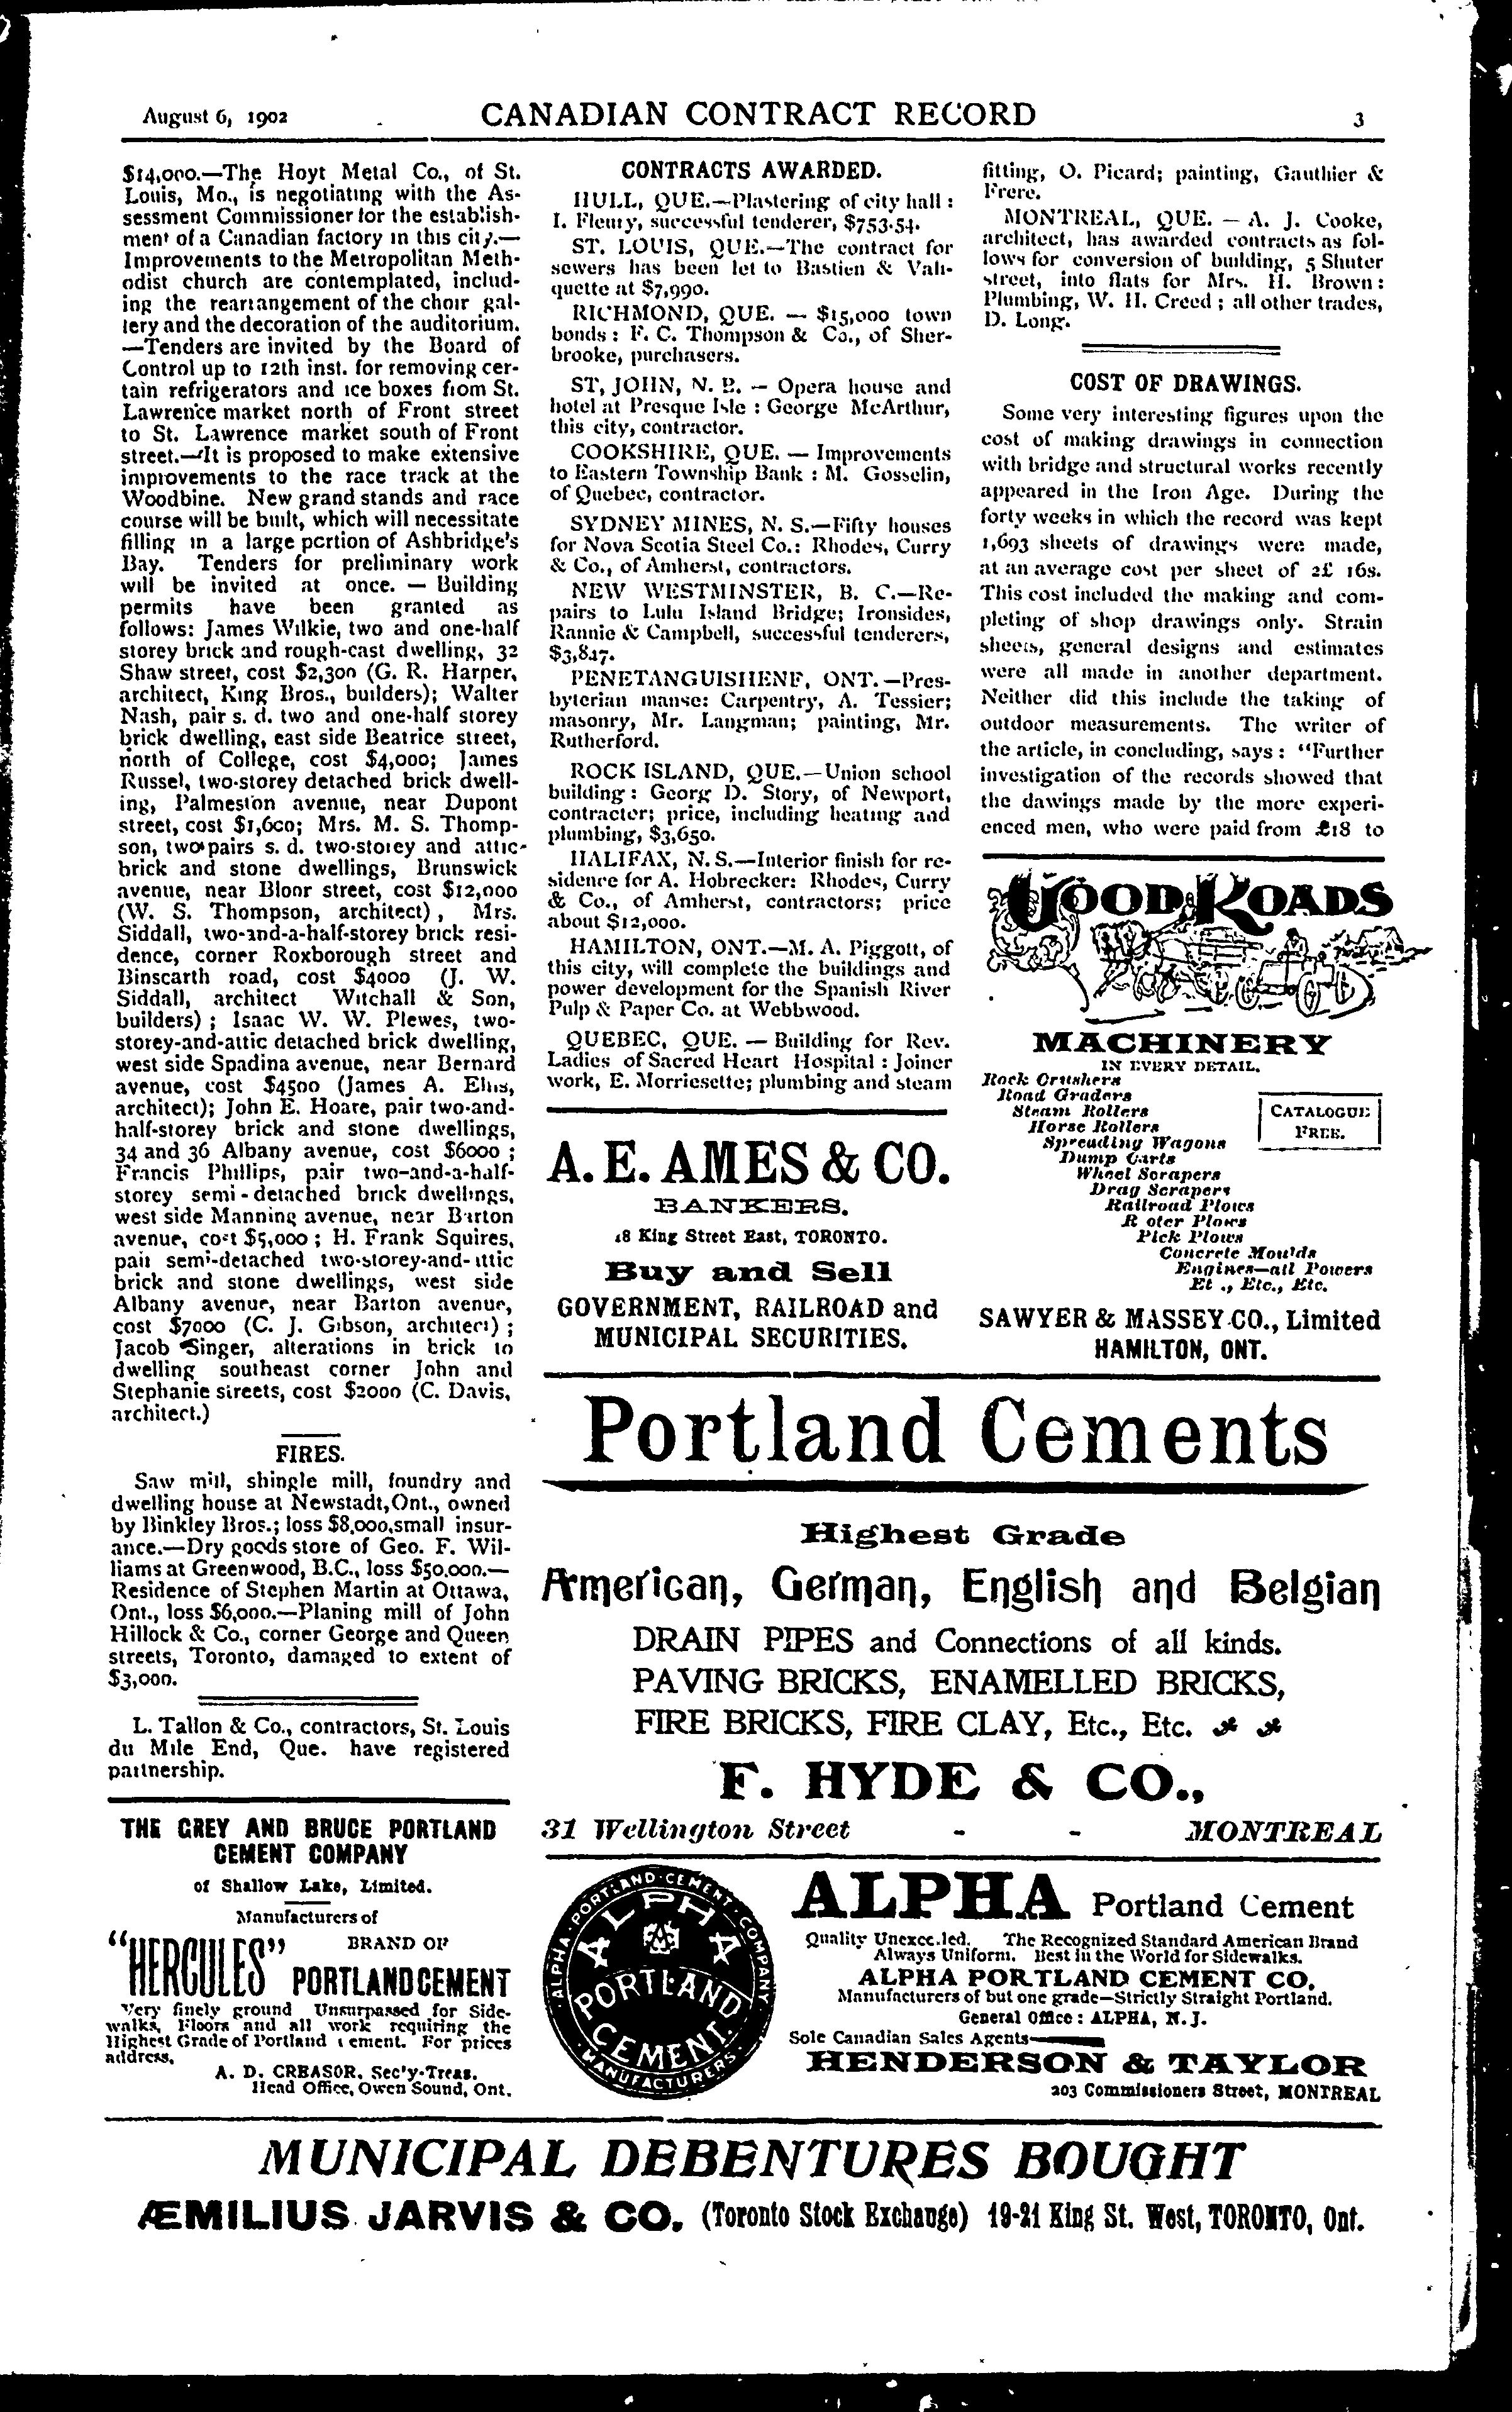 August 6, 1902
CANADIAN CONTRACT RECORD
3
$14,000.—The Hoyt Metal Co., of St.
Louis, Mo., is negotiating with the As-
sessment Commissioner for the establish-
ment of a Canadian factory in this city.—
Improvements to the Metropolitan Meth-
odist church are contemplated, includ-
ing the rearrangement of the choir gal-
lery and the decoration of the auditorium.
—Tenders are invited by the Board of
Control up to 12th inst. for removing cer-
tain refrigerators and ice boxes from St.
Lawrence market north of Front street
to St. Lawrence market south of Front
street.—It is proposed to make extensive
improvements to the race track at the
Woodbine. New grand stands and race
course will be built, which will necessitate
filling in a large portion of Ashbridge's
Bay. Tenders for preliminary work
will be invited at once. — Building
permits have been granted as
follows: James Wilkie, two and one-half
storey brick and rough-cast dwelling, 32
Shaw street, cost $2,300 (G. R. Harper,
architect, King Bros., builders); Walter
Nash, pair s. d. two and one-half storey
brick dwelling, east side Beatrice street,
north of College, cost $4,000; James
Russel, two-storey detached brick dwell-
ing, Palmeston avenue, near Dupont
street, cost $1,600; Mrs. M. S. Thomp-
son, two pairs s. d. two-storey and attic
brick and stone dwellings, Brunswick
avenue, near Bloor street, cost $12,000
(W. S. Thompson, architect), Mrs.
Siddall, two-and-a-half-storey brick resi-
dence, corner Roxborough street and
Binscarth road, cost $4000 (J. W.
Siddall, architect Witchall & Son,
builders) ; Isaac W. W. Plewes, two-
storey-and-attic detached brick dwelling,
west side Spadina avenue, near Bernard
avenue, cost $4500 (James A. Ellis,
architect); John E. Hoare, pair two-and-
half-storey brick and stone dwellings,
34 and 36 Albany avenue, cost $6000 ;
Francis Phillips, pair two-and-a-half-
storey semi-detached brick dwellings,
west side Manning avenue, near Barton
avenue, cost $5,000 ; H. Frank Squires,
pair semi-detached two-storey-and-attic
brick and stone dwellings, west side
Albany avenue, near Barton avenue,
cost $7000 (C. J. Gibson, architect) ;
Jacob Singer, alterations in brick to
dwelling southeast corner John and
Stephanie streets, cost $2000 (C. Davis,
architect.)
FIRES.
Saw mill, shingle mill, foundry and
dwelling house at Newstadt, Ont., owned
by Binkley Bros.; loss $8,000, small insur-
ance.—Dry goods store of Geo. F. Wil-
liams at Greenwood, B.C., loss $50,000.—
Residence of Stephen Martin at Ottawa,
Ont., loss $6,000.—Planing mill of John
Hillock & Co., corner George and Queen
streets, Toronto, damaged to extent of
$3,000.
L. Tallon & Co., contractors, St. Louis
du Mile End, Que. have registered
partnership.
THE GREY AND BRUCE PORTLAND
CEMENT COMPANY
of Shallow Lake, Limited.
Manufacturers of
"HERCULES" BRAND OF
PORTLAND CEMENT
Very finely ground Unsurpassed for Side-
walks, Floors and all work requiring the
Highest Grade of Portland cement. For prices
address,
A. D. CREASOR, Sec'y-Treas.
Head Office, Owen Sound, Ont.
CONTRACTS AWARDED.
HULL, QUE.—Plastering of city hall :
I. Fleury, successful tenderer, $753.54.
ST. LOUIS, QUE.—The contract for
sewers has been let to Bastien & Vali-
quette at $7,990.
RICHMOND, QUE. — $15,000 town
bonds : F. C. Thompson & Co., of Sher-
brooke, purchasers.
ST, JOHN, N. B. — Opera house and
hotel at Presque Isle : George McArthur,
this city, contractor.
COOKSHIRE, QUE. — Improvements
to Eastern Township Bank : M. Gosselin,
of Quebec, contractor.
SYDNEY MINES, N. S.—Fifty houses
for Nova Scotia Steel Co.: Rhodes, Curry
& Co., of Amherst, contractors.
NEW WESTMINSTER, B. C.—Re-
pairs to Lulu Island Bridge; Ironsides,
Rannie & Campbell, successful tenderers,
$3,847.
PENETANGUISHENE, ONT.—Pres-
byterian manse: Carpentry, A. Tessier;
masonry, Mr. Langman; painting, Mr.
Rutherford.
ROCK ISLAND, QUE.—Union school
building : Georg D. Story, of Newport,
contracter; price, including heating and
plumbing, $3,650.
HALIFAX, N. S.—Interior finish for re-
sidence for A. Hobrecker: Rhodes, Curry
& Co., of Amherst, contractors; price
about $12,000.
HAMILTON, ONT.—M. A. Piggott, of
this city, will complete the buildings and
power development for the Spanish River
Pulp & Paper Co. at Webbwood.
QUEBEC, QUE. — Building for Rev.
Ladies of Sacred Heart Hospital : Joiner
work, E. Morriesette; plumbing and steam
A. E. AMES & CO.
BANKERS.
18 King Street East, TORONTO.
Buy and Sell
GOVERNMENT, RAILROAD and
MUNICIPAL SECURITIES.
fitting, O. Picard; painting, Gauthier &
Frere.
MONTREAL, QUE. — A. J. Cooke,
architect, has awarded contracts as fol-
lows for conversion of building, 5 Shuter
street, into flats for Mrs. H. Brown:
Plumbing, W. H. Creed ; all other trades,
D. Long.
COST OF DRAWINGS.
Some very interesting figures upon the
cost of making drawings in connection
with bridge and structural works recently
appeared in the Iron Age. During the
forty weeks in which the record was kept
1,693 sheets of drawings were made,
at an average cost per sheet of 2£ 16s.
This cost included the making and com-
pleting of shop drawings only. Strain
sheets, general designs and estimates
were all made in another department.
Neither did this include the taking of
outdoor measurements. The writer of
the article, in concluding, says : "Further
investigation of the records showed that
the dawings made by the more experi-
enced men, who were paid from £18 to
GOOD ROADS
MACHINERY
IN EVERY DETAIL.
Rock Crushers
Road Graders
Steam Rollers
Horse Rollers
Spreading Wagons
Dump Carts
Wheel Scrapers
Drag Scrapers
Railroad Plows
R oter Plows
Pick Plows
Concrete Moulds
Engines—all Powers
Et ., Etc., Etc.
CATALOGUE
FREE.
SAWYER & MASSEY CO., Limited
HAMILTON, ONT.
Portland Cements
Highest Grade
American, German, English and Belgian
DRAIN PIPES and Connections of all kinds.
PAVING BRICKS, ENAMELLED BRICKS,
FIRE BRICKS, FIRE CLAY, Etc., Etc.
F. HYDE & CO.,
31 Wellington Street - - MONTREAL
ALPHA PORTLAND CEMENT COMPANY
MANUFACTURERS
ALPHA
PORTLAND
CEMENT.
ALPHA Portland Cement
Quality Unexcelled. The Recognized Standard American Brand
Always Uniform. Best in the World for Sidewalks.
ALPHA PORTLAND CEMENT CO.
Manufacturers of but one grade—Strictly Straight Portland.
General Office : ALPHA, N. J.
Sole Canadian Sales Agents
HENDERSON & TAYLOR
203 Commissioners Street, MONTREAL
MUNICIPAL DEBENTURES BOUGHT
ÆMILIUS JARVIS & CO. (Toronto Stock Exchange) 19-21 King St. West, TORONTO, Ont.